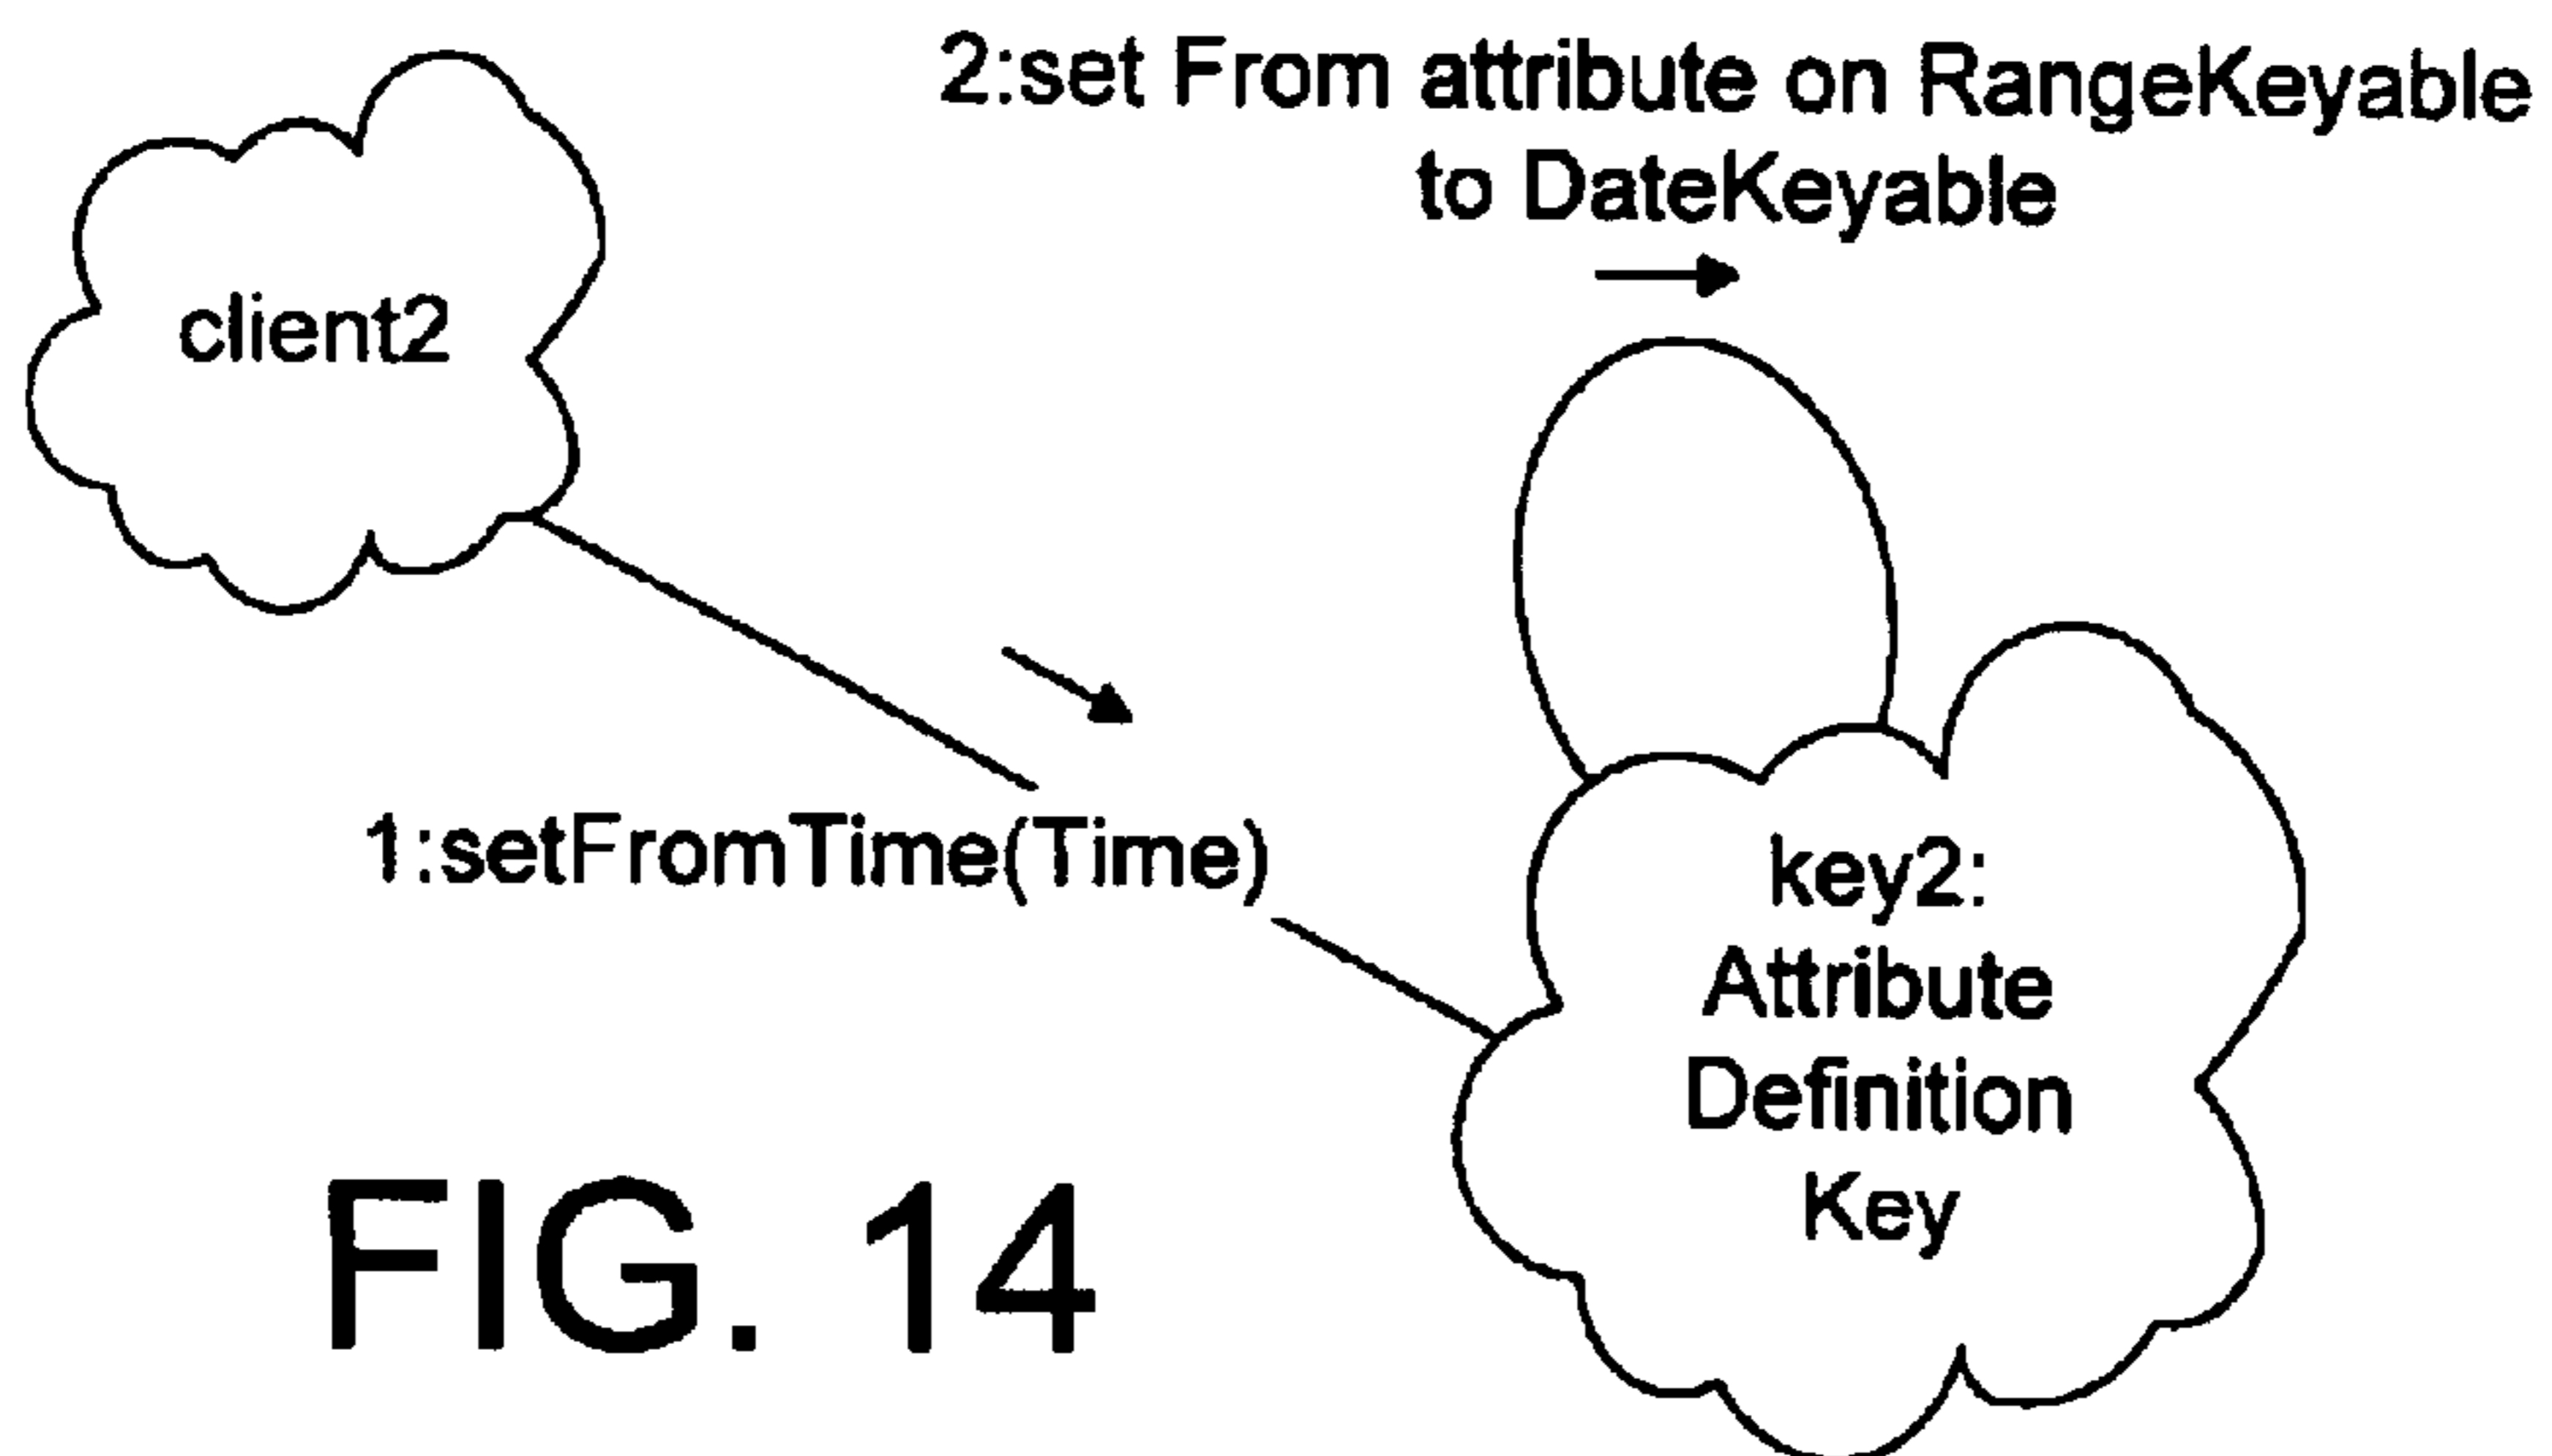 2:set From attribute on RangeKeyable
to DateKeyable
client2
1:setFromTime(Time)
key2:
Attribute
Definition
Key
FIG. 14